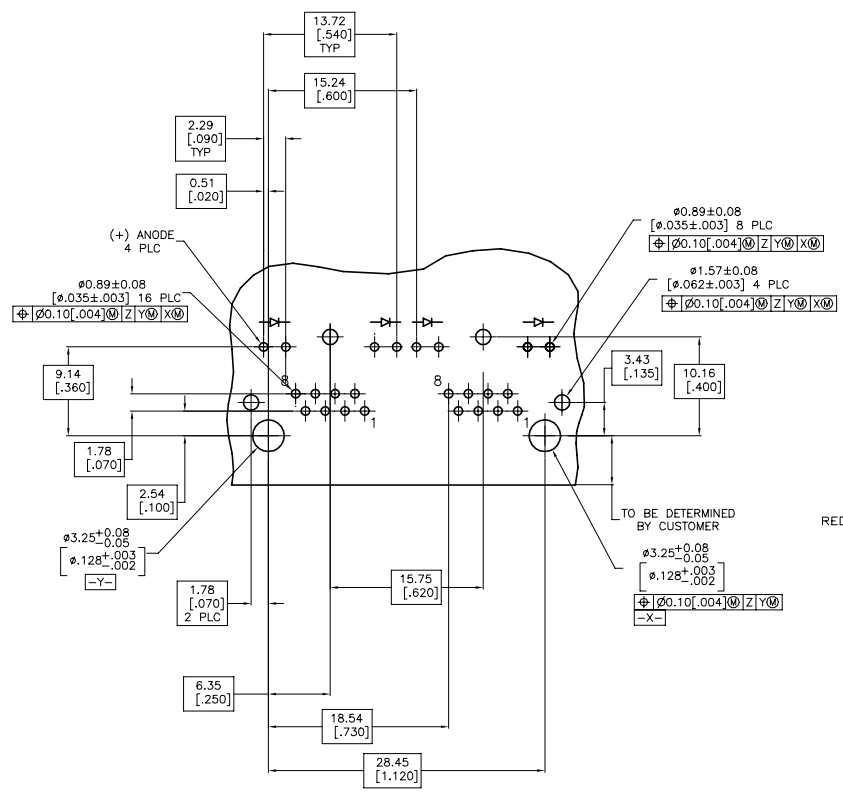 13.72
[.540]
TYP
15.24
[.600]
2.29
[.090]
TYP
0.51
[.020]
(+) ANODE
4 PLC
ø0.89±0.08
[ø.035±.003] 16 PLC
⌖ Ø0.10[.004]Ⓜ Z YⓂ XⓂ
ø0.89±0.08
[ø.035±.003] 8 PLC
⌖ Ø0.10[.004]Ⓜ Z YⓂ XⓂ
ø1.57±0.08
[ø.062±.003] 4 PLC
⌖ Ø0.10[.004]Ⓜ Z YⓂ XⓂ
9.14
[.360]
3.43
[.135]
10.16
[.400]
8
8
1
1
1.78
[.070]
2.54
[.100]
TO BE DETERMINED
BY CUSTOMER
RED
ø3.25+0.08
-0.05
[ø.128+.003
-.002]
-Y-
ø3.25+0.08
-0.05
[ø.128+.003
-.002]
⌖ Ø0.10[.004]Ⓜ Z YⓂ
-X-
1.78
[.070]
2 PLC
15.75
[.620]
6.35
[.250]
18.54
[.730]
28.45
[1.120]